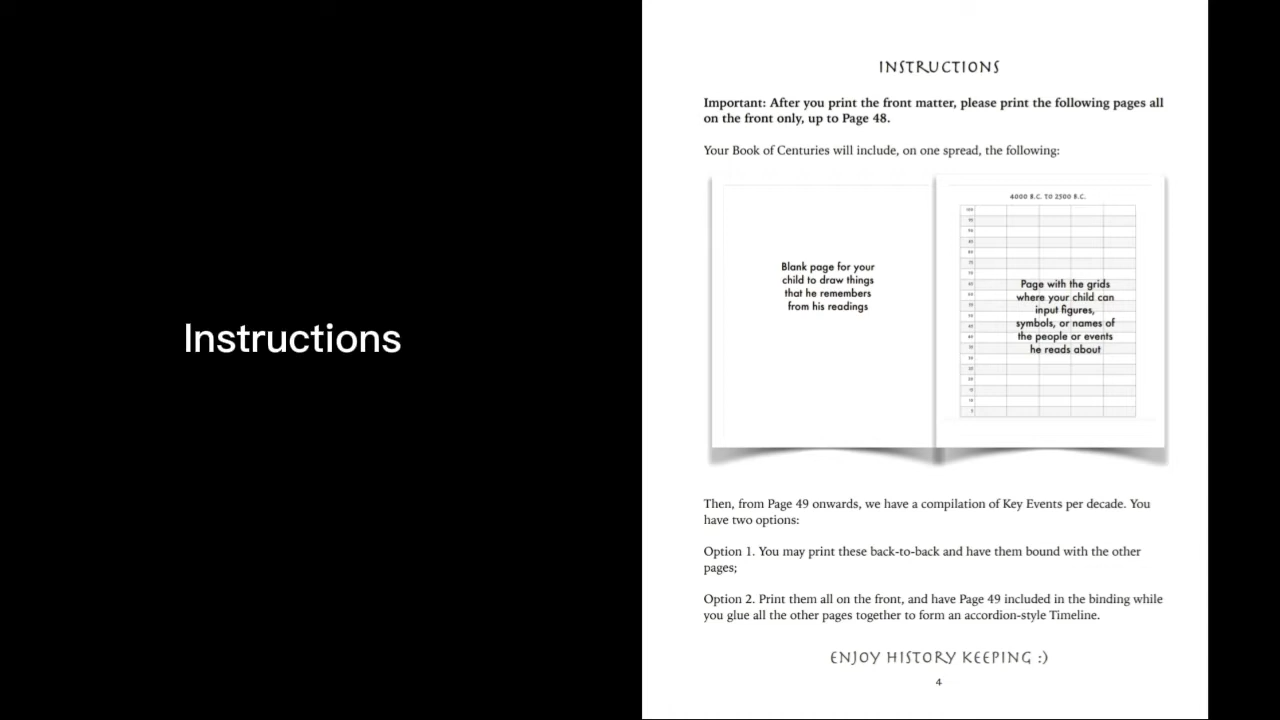 Instructions
INSTRUCTIONS
Important: After you print the front matter, please print the following pages all
on the front only, up to Page 48.
Your Book of Centuries will include, on one spread, the following:
Blank page for your
child to draw things
that he remembers
from his readings
4000 B.C. TO 2500 B.C.
Page with the grids
where your child can
input figures,
symbols, or names of
the people or events
he reads about
Then, from Page 49 onwards, we have a compilation of Key Events per decade. You
have two options:
Option 1. You may print these back-to-back and have them bound with the other
pages;
Option 2. Print them all on the front, and have Page 49 included in the binding while
you glue all the other pages together to form an accordion-style Timeline.
ENJOY HISTORY KEEPING :)
4